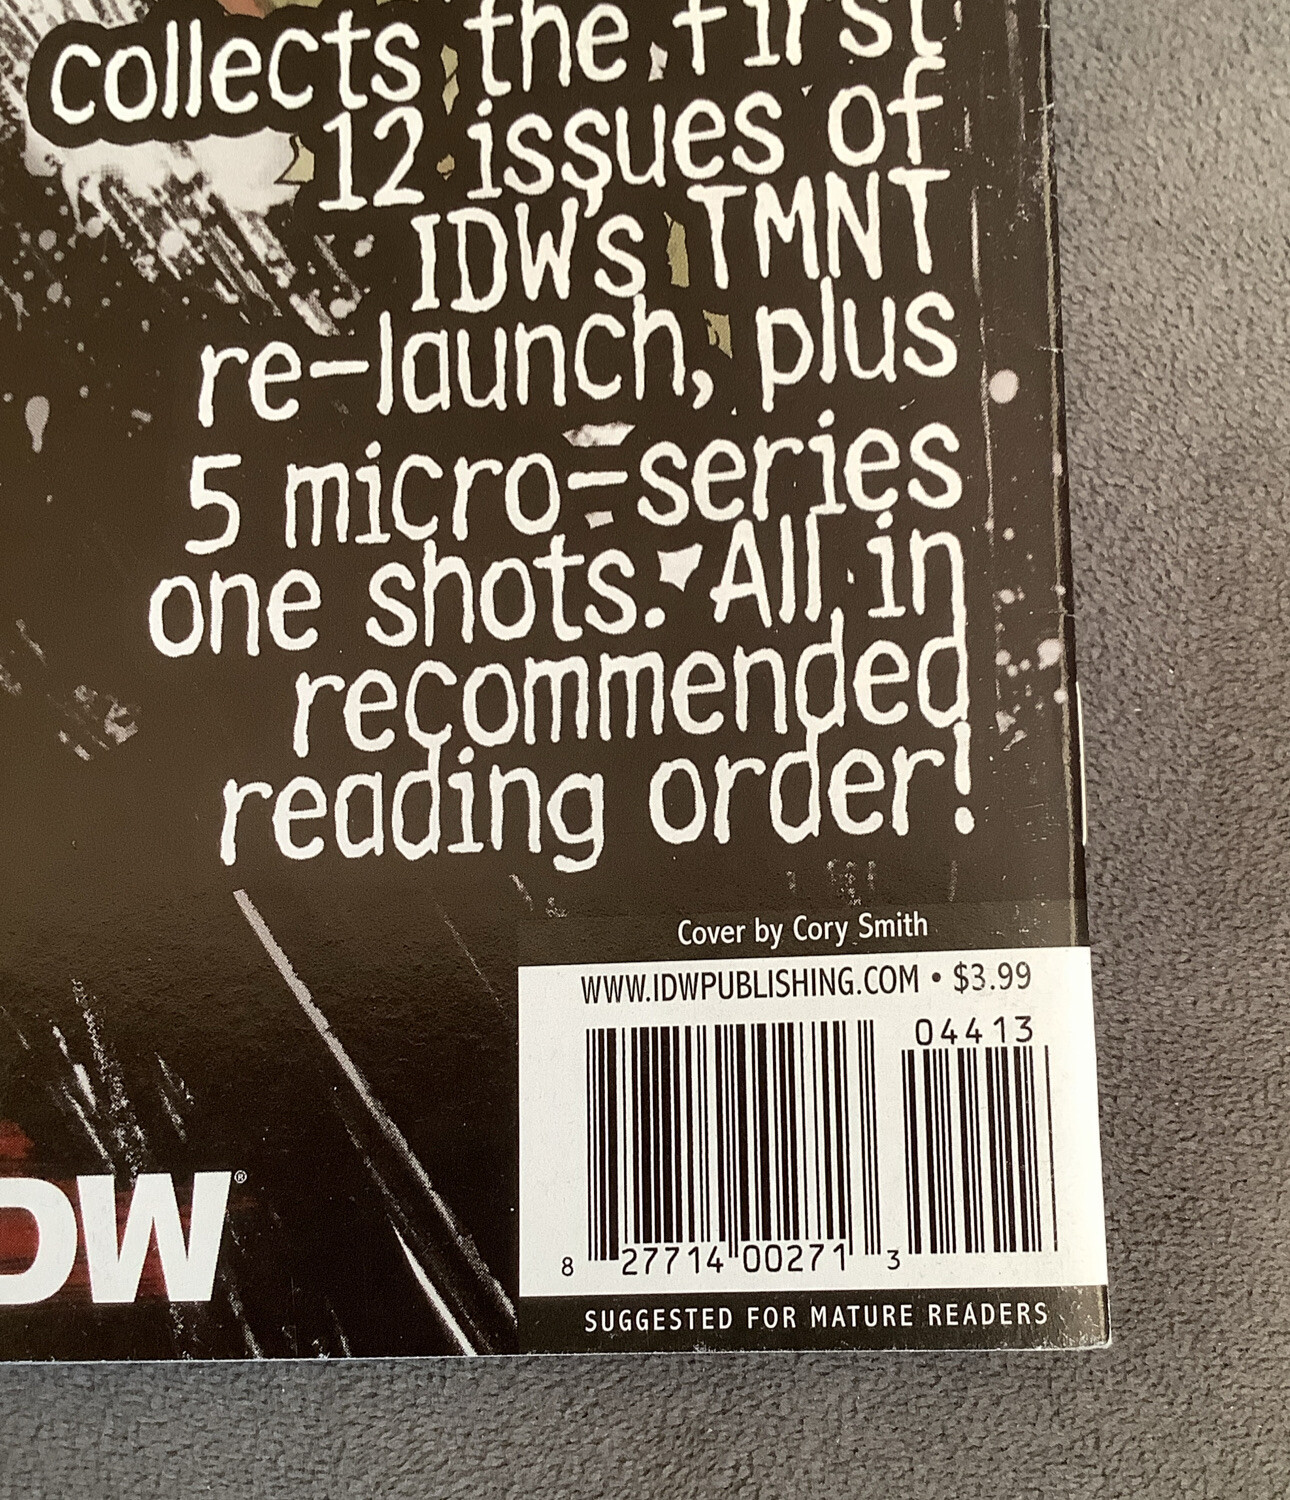 collects the first
12 issues of
IDW's TMNT
re-launch, plus
5 micro-series
one shots. All in
recommended
reading order!
Cover by Cory Smith
WWW.IDWPUBLISHING.COM • $3.99
04413
8 27714 00271 3
DW®
SUGGESTED FOR MATURE READERS